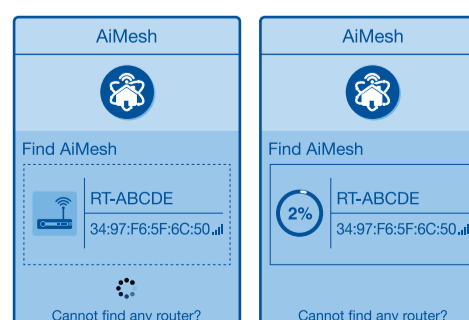 AiMesh
Find AiMesh
RT-ABCDE
34:97:F6:5F:6C:50
Cannot find any router?
AiMesh
Find AiMesh
2%
RT-ABCDE
34:97:F6:5F:6C:50
Cannot find any router?